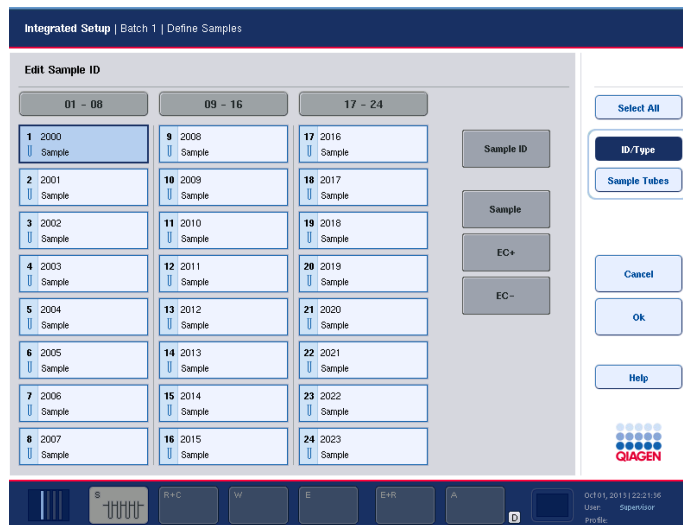 Integrated Setup | Batch 1 | Define Samples
Edit Sample ID
01 - 08 09 - 16 17 - 24
Select All
1 2000
Sample
9 2008
Sample
17 2016
Sample
Sample ID
ID/Type
2 2001
Sample
10 2009
Sample
18 2017
Sample
Sample Tubes
3 2002
Sample
11 2010
Sample
19 2018
Sample
Sample
4 2003
Sample
12 2011
Sample
20 2019
Sample
EC+
Cancel
5 2004
Sample
13 2012
Sample
21 2020
Sample
EC-
Ok
6 2005
Sample
14 2013
Sample
22 2021
Sample
Help
7 2006
Sample
15 2014
Sample
23 2022
Sample
8 2007
Sample
16 2015
Sample
24 2023
Sample
QIAGEN
S R+C W E E+R A
D
Oct 01, 2013 | 22:21:36
User: Supervisor
Profile: